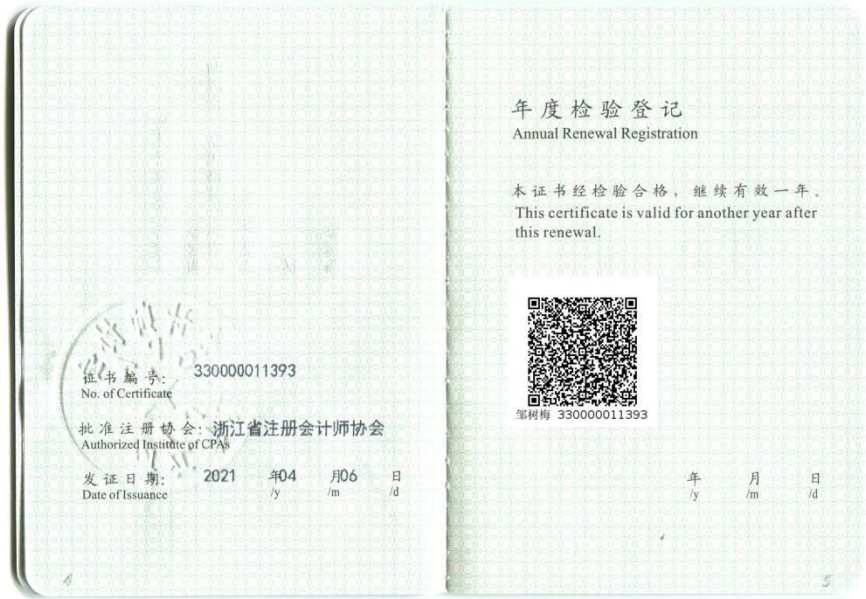 证书编号: 330000011393
No. of Certificate
批准注册协会: 浙江省注册会计师协会
Authorized Institute of CPAs
发证日期: 2021 年04 月06 日
Date of Issuance /y /m /d
4
年度检验登记
Annual Renewal Registration
本证书经检验合格，继续有效一年。
This certificate is valid for another year after
this renewal.
邹树梅 330000011393
年 月 日
/y /m /d
5